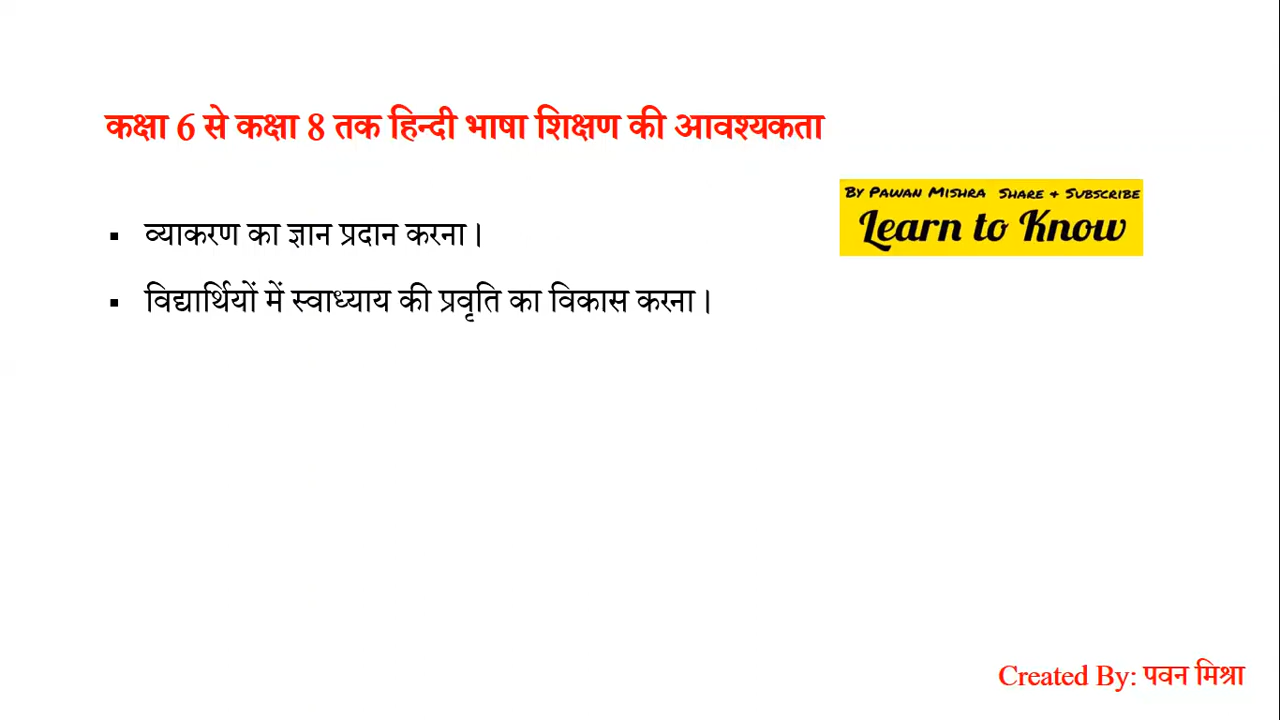 कक्षा 6 से कक्षा 8 तक हिन्दी भाषा शिक्षण की आवश्यकता
BY PAWAN MISHRA SHARE & SUBSCRIBE
Learn to Know
▪ व्याकरण का ज्ञान प्रदान करना।
▪ विद्यार्थियों में स्वाध्याय की प्रवृति का विकास करना।
Created By: पवन मिश्रा